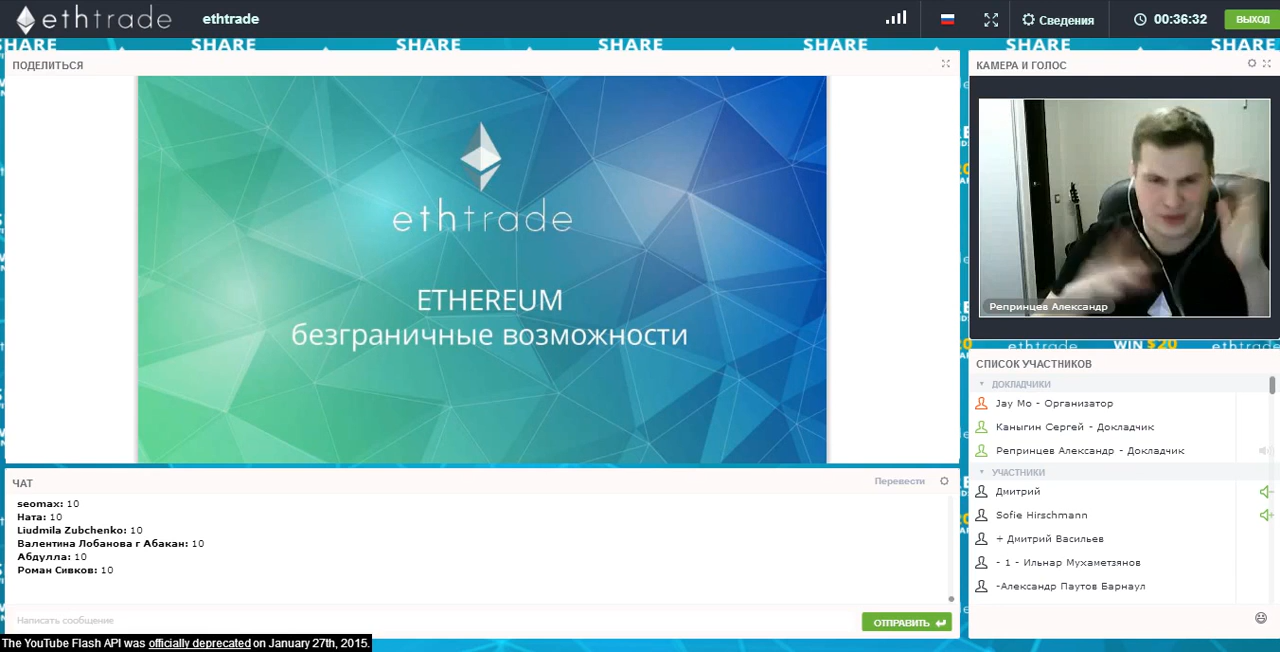 ethtrade
ethtrade
Сведения
00:36:32
ВЫХОД
SHARE SHARE SHARE SHARE SHARE SHARE SHARE
ПОДЕЛИТЬСЯ
ethtrade
ETHEREUM
безграничные возможности
КАМЕРА И ГОЛОС
Репринцев Александр
ethtrade WIN $20 ethtrade
СПИСОК УЧАСТНИКОВ
ДОКЛАДЧИКИ
Jay Mo - Организатор
Каныгин Сергей - Докладчик
Репринцев Александр - Докладчик
УЧАСТНИКИ
Дмитрий
Sofie Hirschmann
+ Дмитрий Васильев
- 1 - Ильнар Мухаметзянов
-Александр Паутов Барнаул
ЧАТ
Перевести
seomax: 10
Ната: 10
Liudmila Zubchenko: 10
Валентина Лобанова г Абакан: 10
Абдулла: 10
Роман Сивков: 10
Написать сообщение
ОТПРАВИТЬ
The YouTube Flash API was officially deprecated on January 27th, 2015.